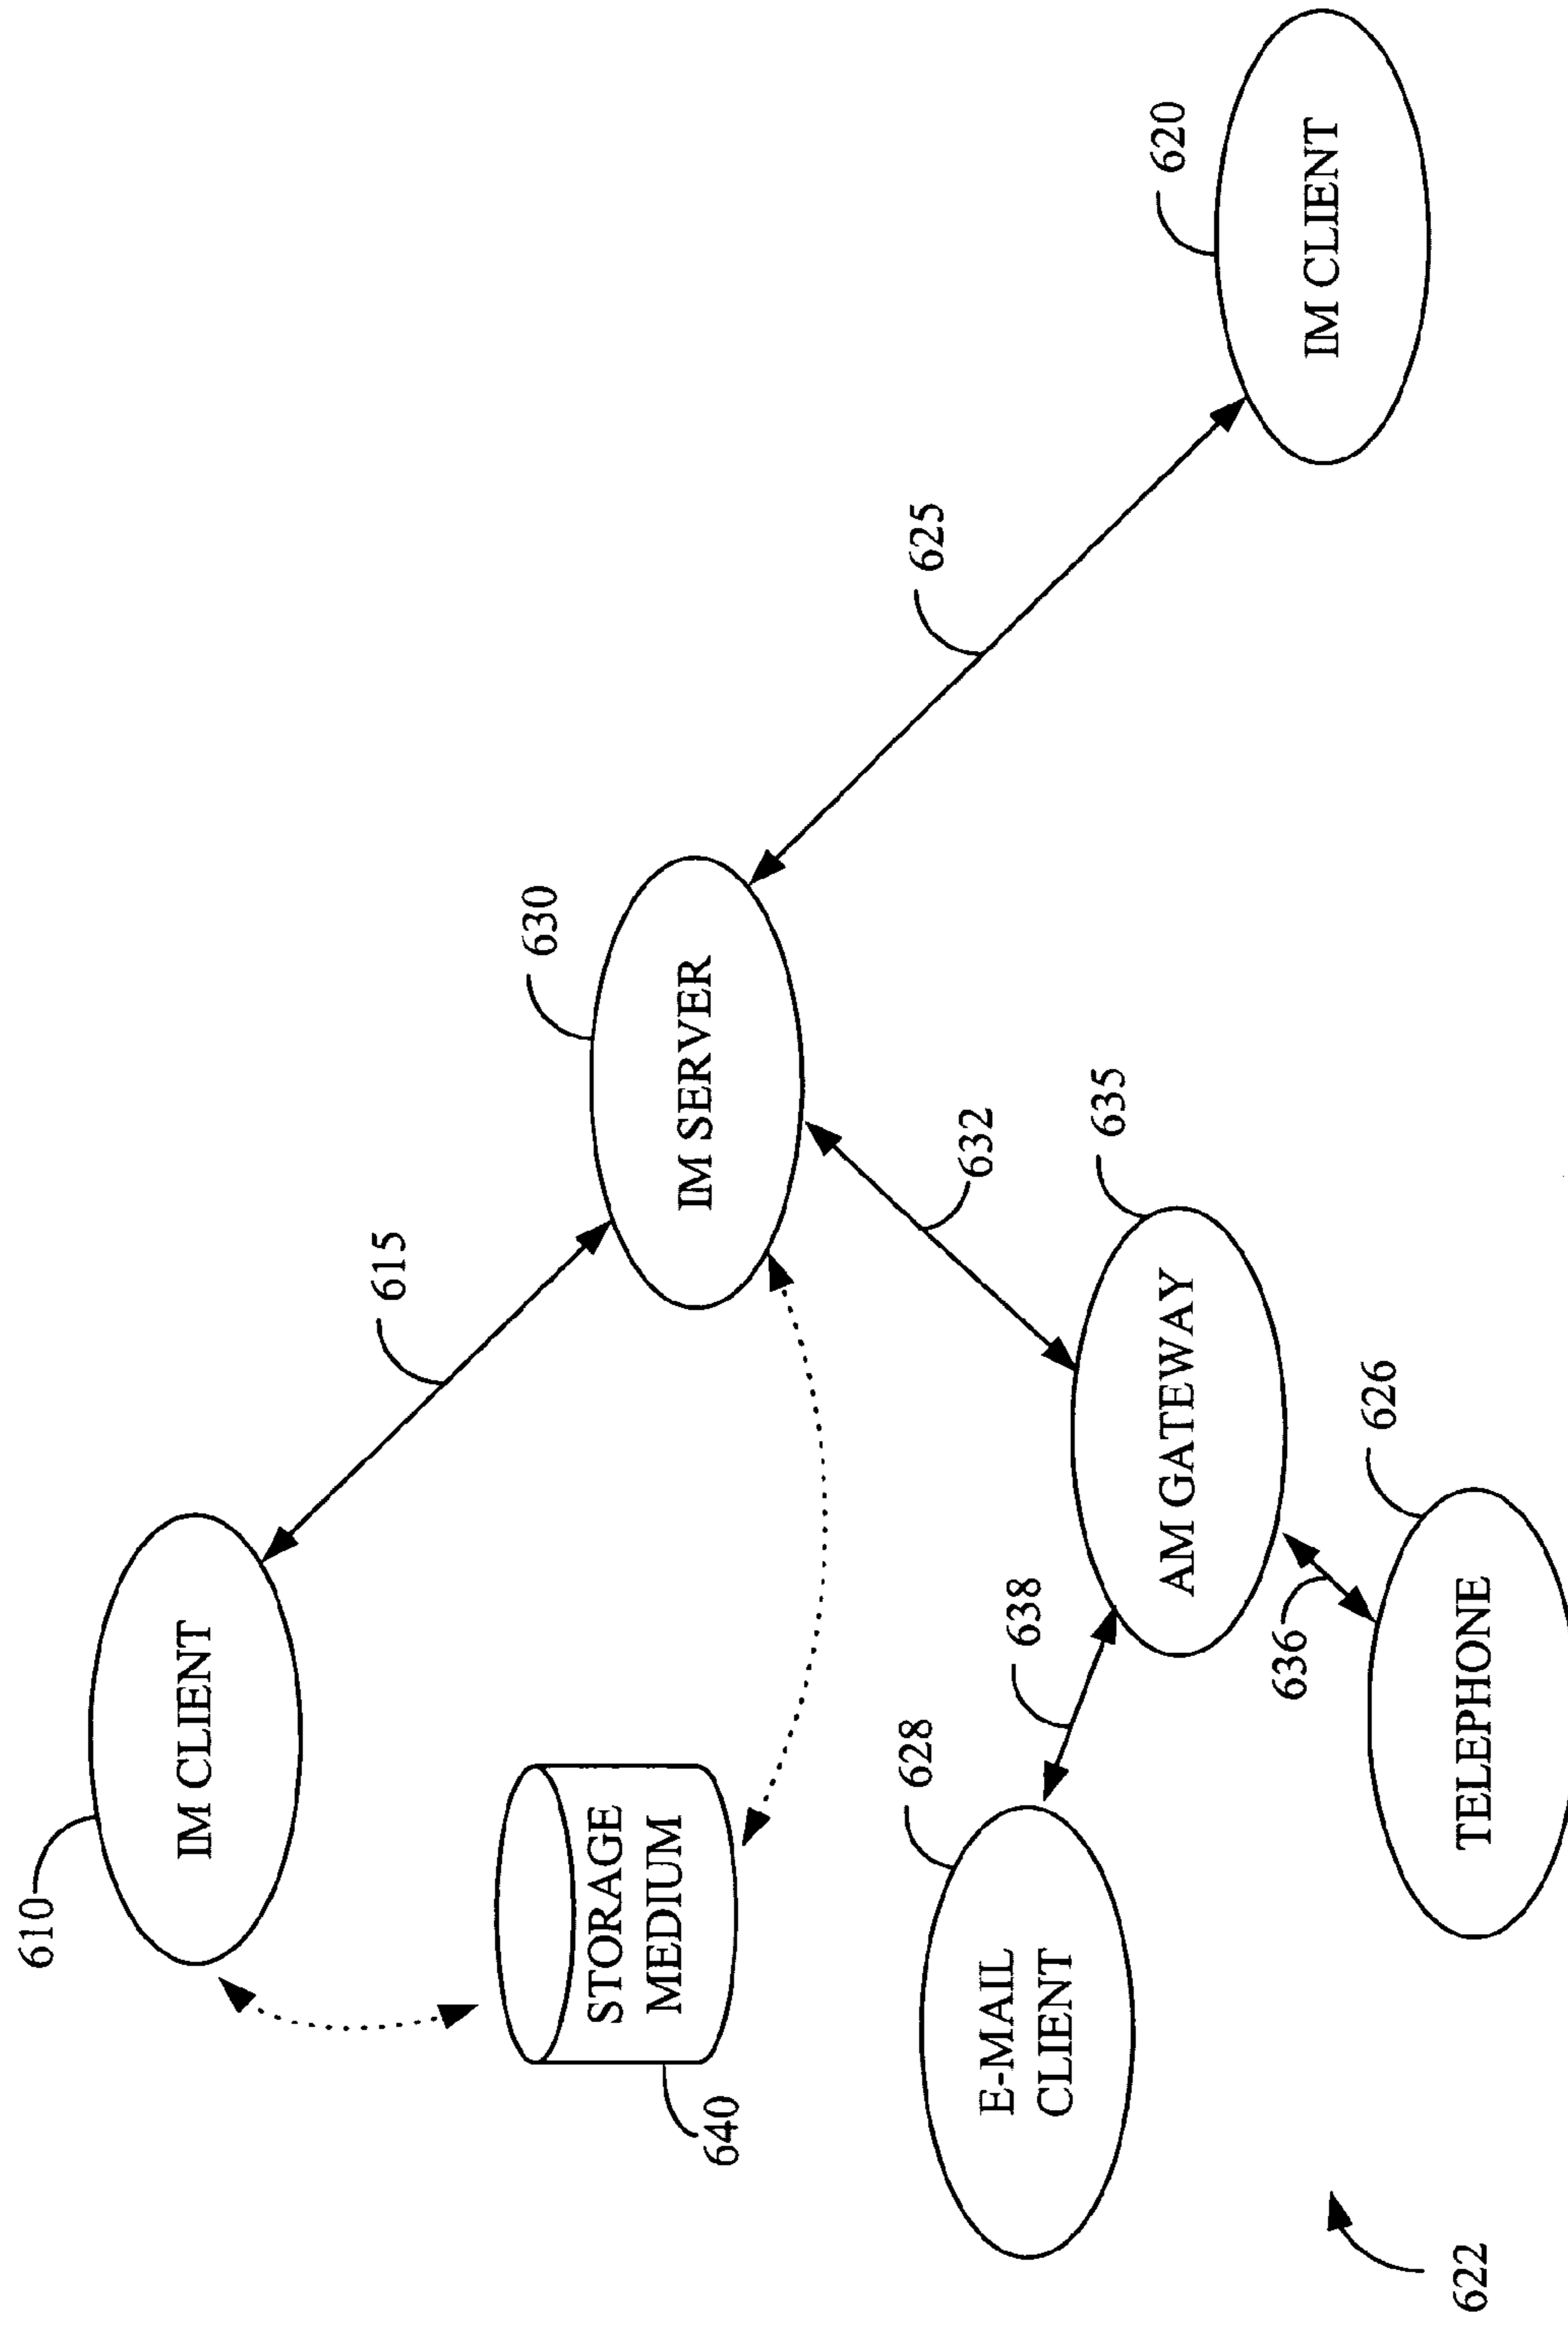 610
IM CLIENT
615
630
IM SERVER
625
620
IM CLIENT
STORAGE
MEDIUM
640
632
635
AM GATEWAY
638
628
E-MAIL
CLIENT
636
626
TELEPHONE
622